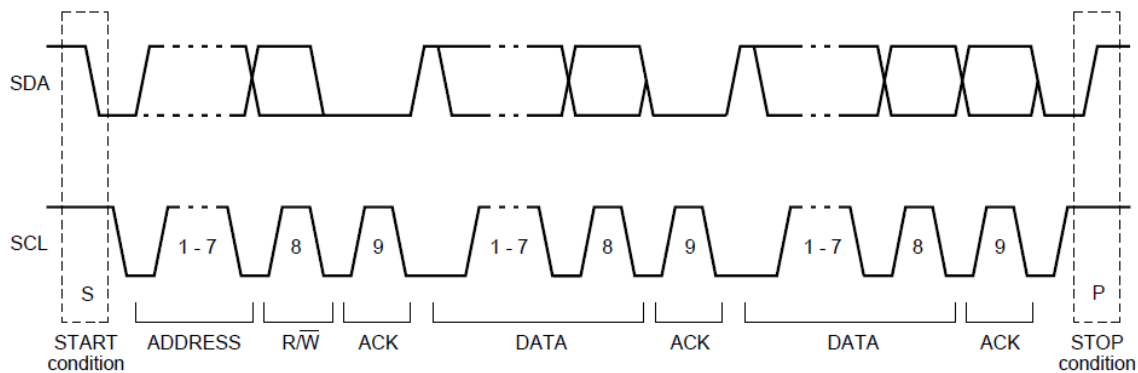 SDA
SCL
1 - 7
8
9
1 - 7
8
9
1 - 7
8
9
S
P
START
condition
ADDRESS
R/W̅
ACK
DATA
ACK
DATA
ACK
STOP
condition